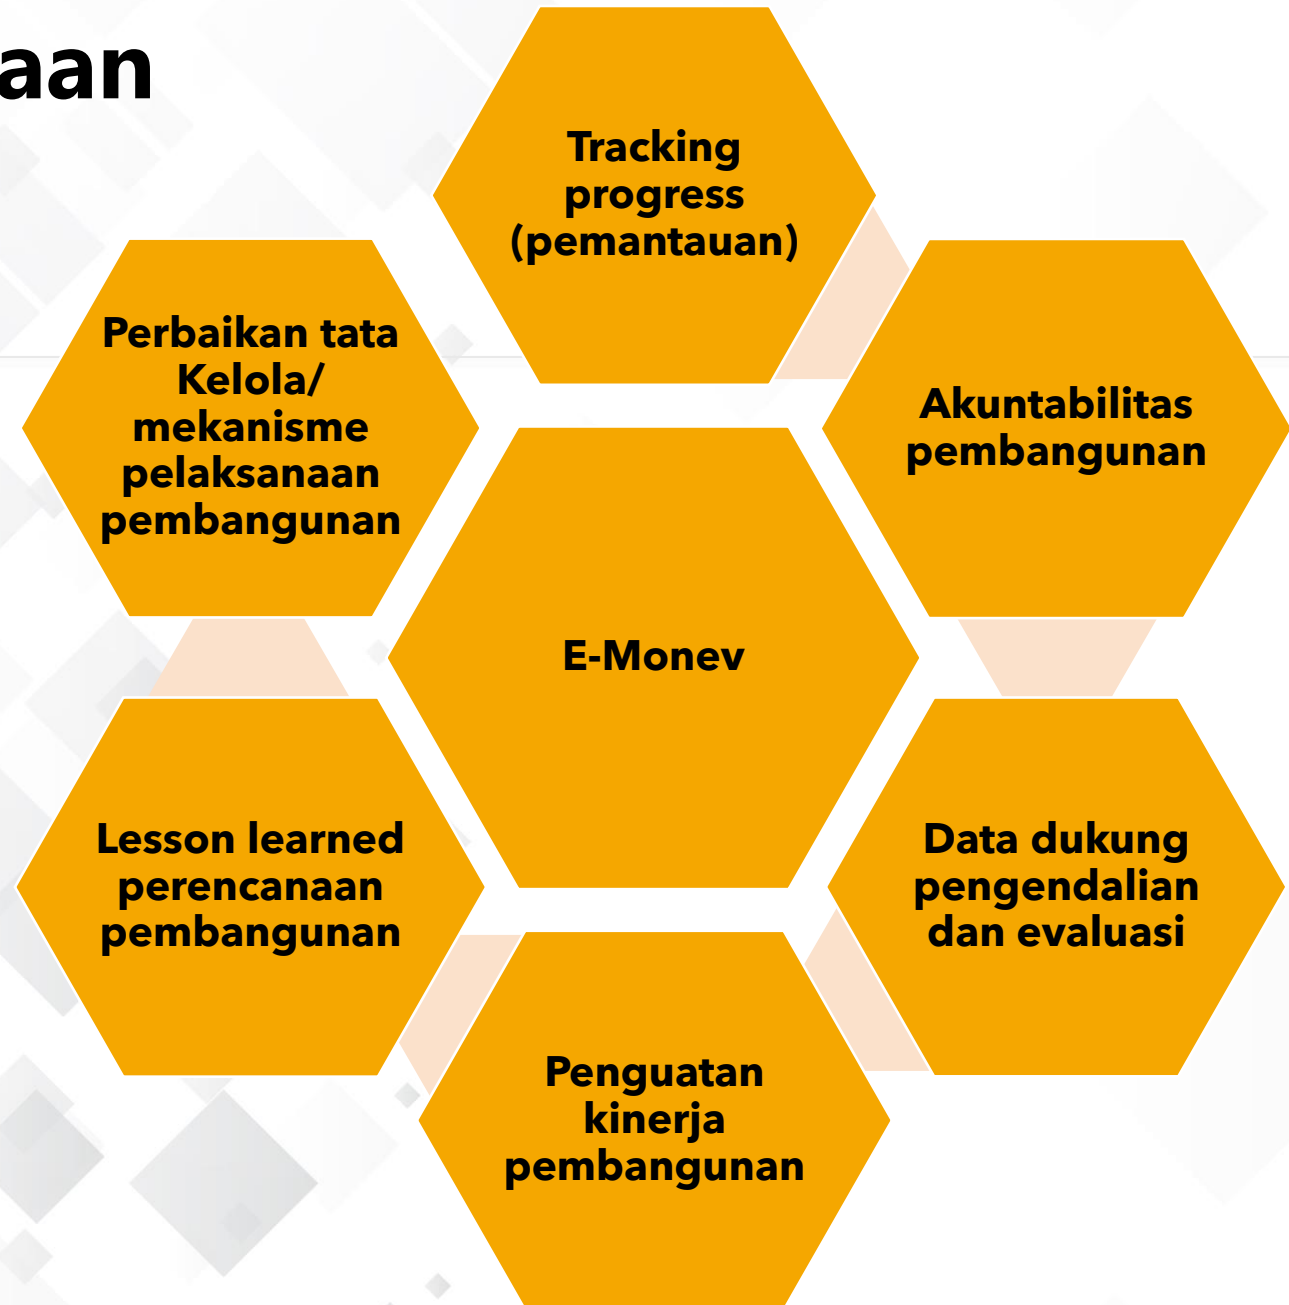 aan
Tracking
progress
(pemantauan)
Perbaikan tata
Kelola/
mekanisme
pelaksanaan
pembangunan
Akuntabilitas
pembangunan
E-Monev
Lesson learned
perencanaan
pembangunan
Data dukung
pengendalian
dan evaluasi
Penguatan
kinerja
pembangunan